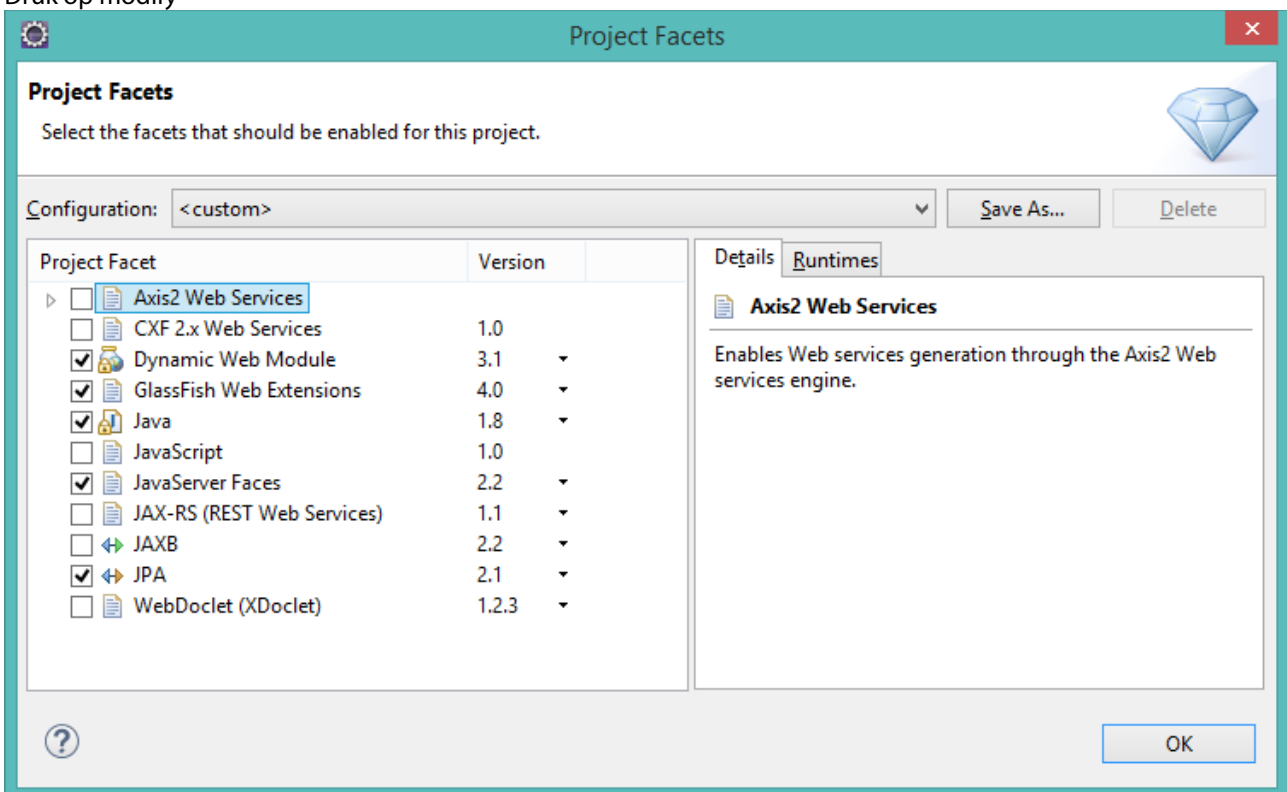 Druk op modify
Project Facets
Project Facets
Select the facets that should be enabled for this project.
Configuration: <custom> Save As... Delete
Project Facet Version
Details Runtimes
Axis2 Web Services
CXF 2.x Web Services 1.0
Dynamic Web Module 3.1
GlassFish Web Extensions 4.0
Java 1.8
JavaScript 1.0
JavaServer Faces 2.2
JAX-RS (REST Web Services) 1.1
JAXB 2.2
JPA 2.1
WebDoclet (XDoclet) 1.2.3
Axis2 Web Services
Enables Web services generation through the Axis2 Web
services engine.
OK